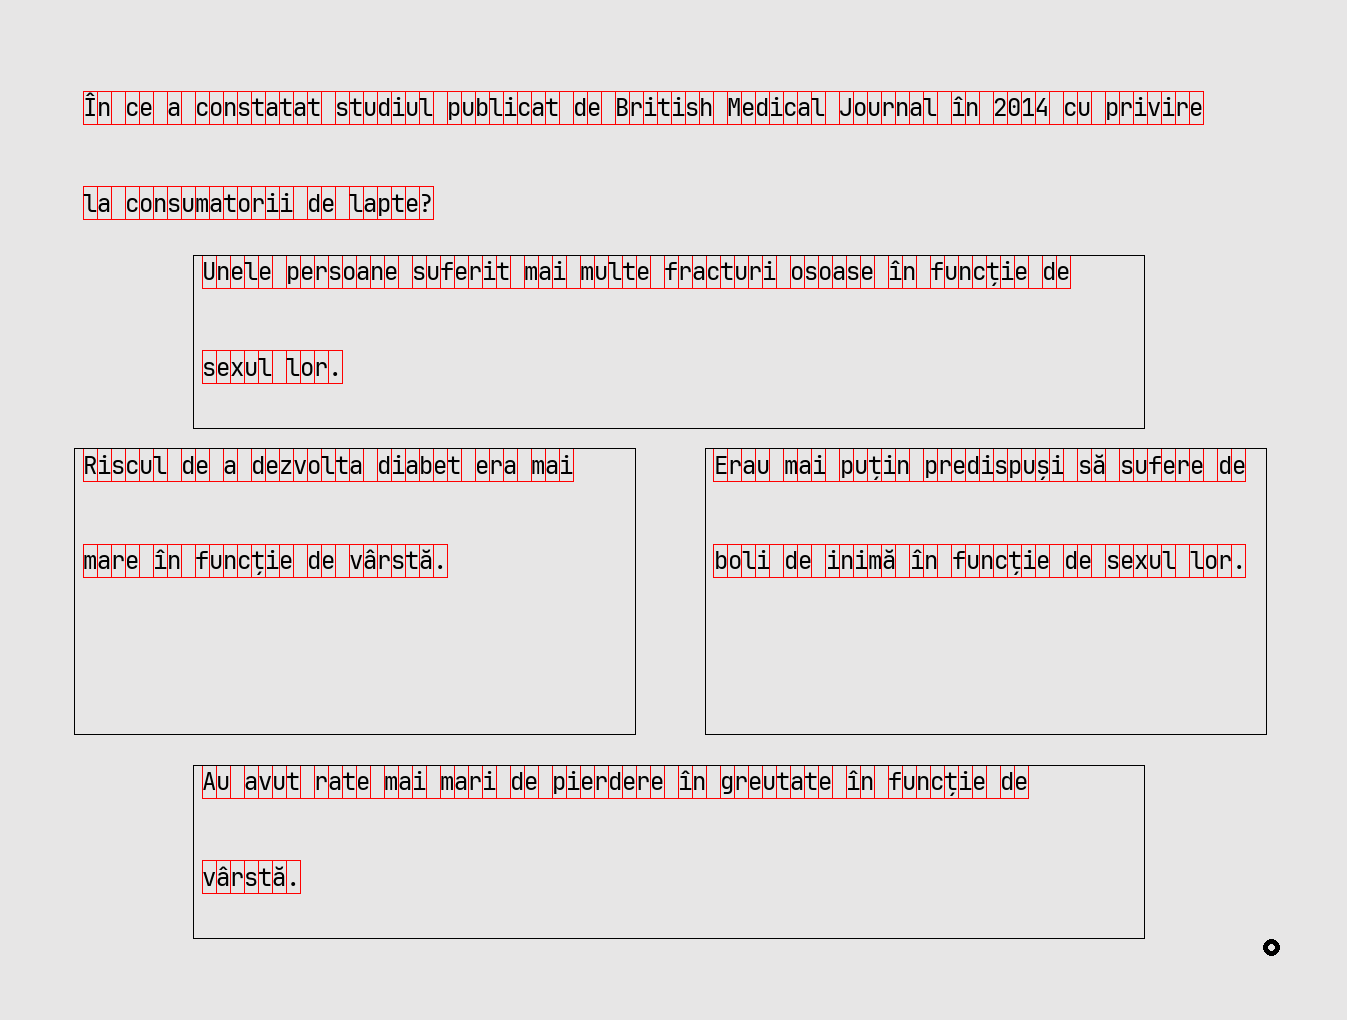 În ce a constatat studiul publicat de British Medical Journal în 2014 cu privire
la consumatorii de lapte?
Unele persoane suferit mai multe fracturi osoase în funcție de
sexul lor.
Riscul de a dezvolta diabet era mai
mare în funcție de vârstă.
Erau mai puțin predispuși să sufere de
boli de inimă în funcție de sexul lor.
Au avut rate mai mari de pierdere în greutate în funcție de
vârstă.